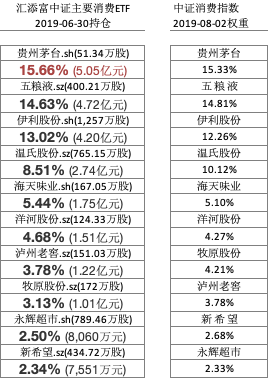 汇添富中证主要消费ETF
2019-06-30持仓
贵州茅台.sh(51.34万股)
15.66% (5.05亿元)
五粮液.sz(400.21万股)
14.63% (4.72亿元)
伊利股份.sh(1,257万股)
13.02% (4.20亿元)
温氏股份.sz(765.15万股)
8.51% (2.74亿元)
海天味业.sh(167.05万股)
5.44% (1.75亿元)
洋河股份.sz(124.33万股)
4.68% (1.51亿元)
泸州老窖.sz(151.03万股)
3.78% (1.22亿元)
牧原股份.sz(172万股)
3.13% (1.01亿元)
永辉超市.sh(789.46万股)
2.50% (8,060万元)
新希望.sz(434.72万股)
2.34% (7,551万元)
中证消费指数
2019-08-02权重
贵州茅台
15.33%
五粮液
14.81%
伊利股份
12.26%
温氏股份
10.12%
海天味业
5.10%
洋河股份
4.27%
牧原股份
4.21%
泸州老窖
3.78%
新希望
2.68%
永辉超市
2.33%